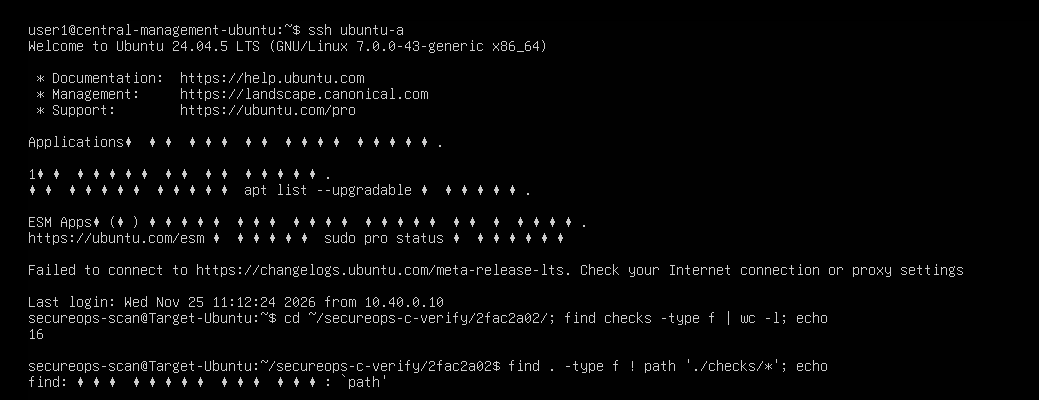 user1@central-management-ubuntu:~$ ssh ubuntu-a
Welcome to Ubuntu 24.04.5 LTS (GNU/Linux 7.0.0-43-generic x86_64)
* Documentation:  https://help.ubuntu.com
* Management:     https://landscape.canonical.com
* Support:        https://ubuntu.com/pro
Applications♦  ♦ ♦  ♦ ♦ ♦  ♦ ♦  ♦ ♦ ♦ ♦  ♦ ♦ ♦ ♦ ♦ .
1♦ ♦  ♦ ♦ ♦ ♦ ♦  ♦ ♦  ♦ ♦  ♦ ♦ ♦ ♦ ♦ .
♦ ♦  ♦ ♦ ♦ ♦ ♦  ♦ ♦ ♦ ♦ ♦  apt list --upgradable ♦  ♦ ♦ ♦ ♦ ♦ .
ESM Apps♦ (♦ ) ♦ ♦ ♦ ♦ ♦  ♦ ♦ ♦  ♦ ♦ ♦ ♦  ♦ ♦ ♦ ♦ ♦  ♦ ♦  ♦  ♦ ♦ ♦ ♦ .
https://ubuntu.com/esm ♦  ♦ ♦ ♦ ♦ ♦  sudo pro status ♦  ♦ ♦ ♦ ♦ ♦ ♦
Failed to connect to https://changelogs.ubuntu.com/meta-release-lts. Check your Internet connection or proxy settings
Last login: Wed Nov 25 11:12:24 2026 from 10.40.0.10
secureops-scan@Target-Ubuntu:~$ cd ~/secureops-c-verify/2fac2a02/; find checks -type f | wc -l; echo
16
secureops-scan@Target-Ubuntu:~/secureops-c-verify/2fac2a02$ find . -type f ! path './checks/*'; echo
find: ♦ ♦ ♦  ♦ ♦ ♦ ♦ ♦  ♦ ♦ ♦  ♦ ♦ ♦ ♦ : `path'